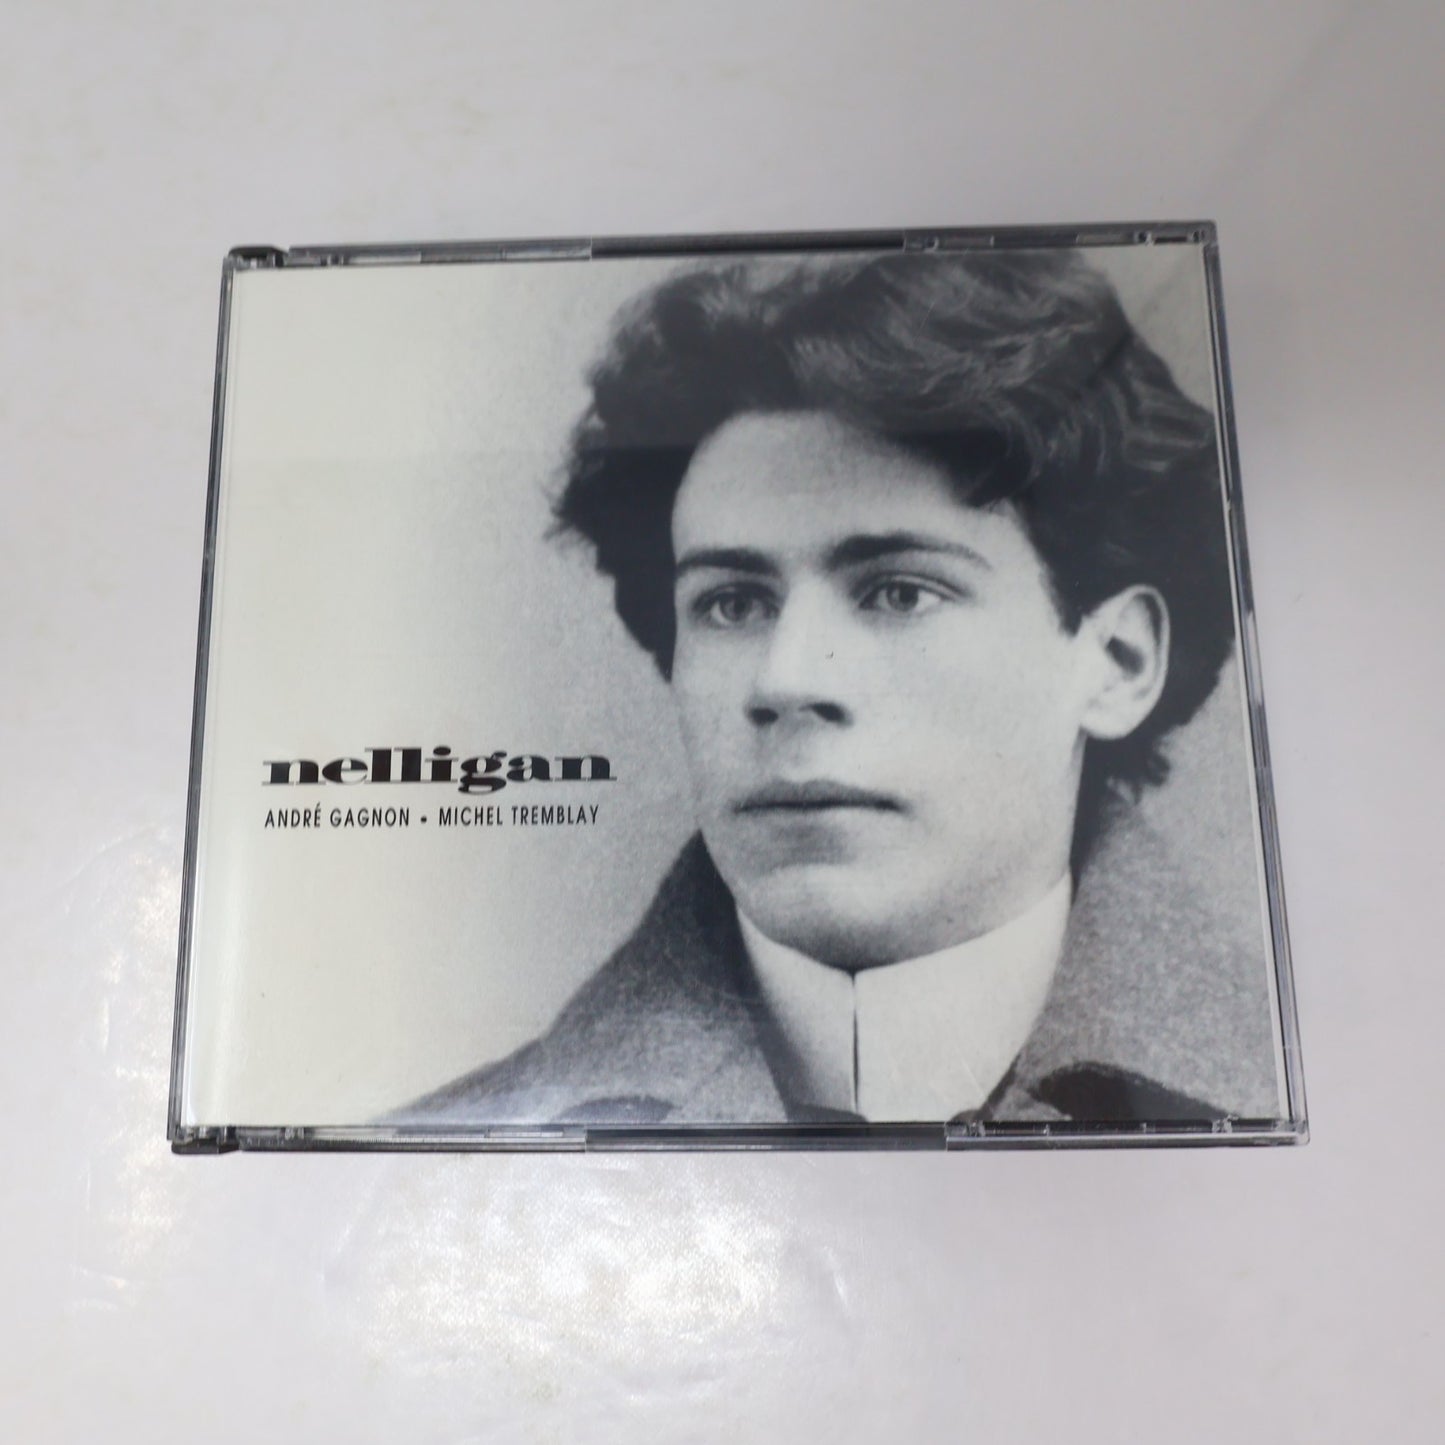 nelligan
ANDRÉ GAGNON • MICHEL TREMBLAY